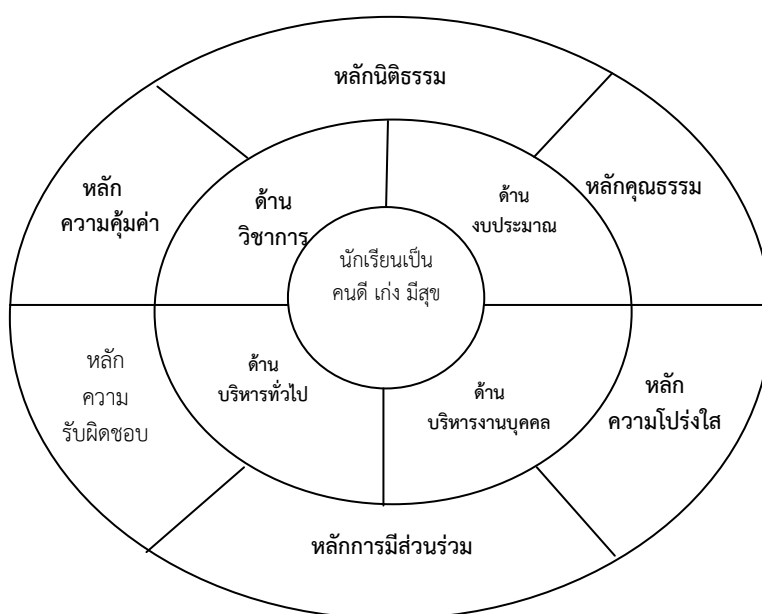 หลักนิติธรรม
หลัก
ความคุ้มค่า
ด้าน
วิชาการ
ด้าน
งบประมาณ
หลักคุณธรรม
นักเรียนเป็น
คนดี เก่ง มีสุข
หลัก
ความ
รับผิดชอบ
ด้าน
บริหารทั่วไป
ด้าน
บริหารงานบุคคล
หลัก
ความโปร่งใส
หลักการมีส่วนร่วม